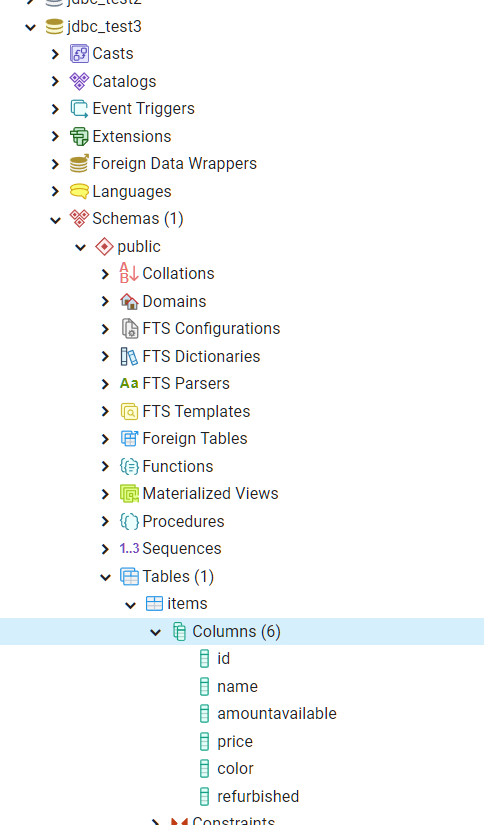 jdbc_test2
jdbc_test3
Casts
Catalogs
Event Triggers
Extensions
Foreign Data Wrappers
Languages
Schemas (1)
public
Collations
Domains
FTS Configurations
FTS Dictionaries
Aa FTS Parsers
FTS Templates
Foreign Tables
Functions
Materialized Views
Procedures
1..3 Sequences
Tables (1)
items
Columns (6)
id
name
amountavailable
price
color
refurbished
Constraints